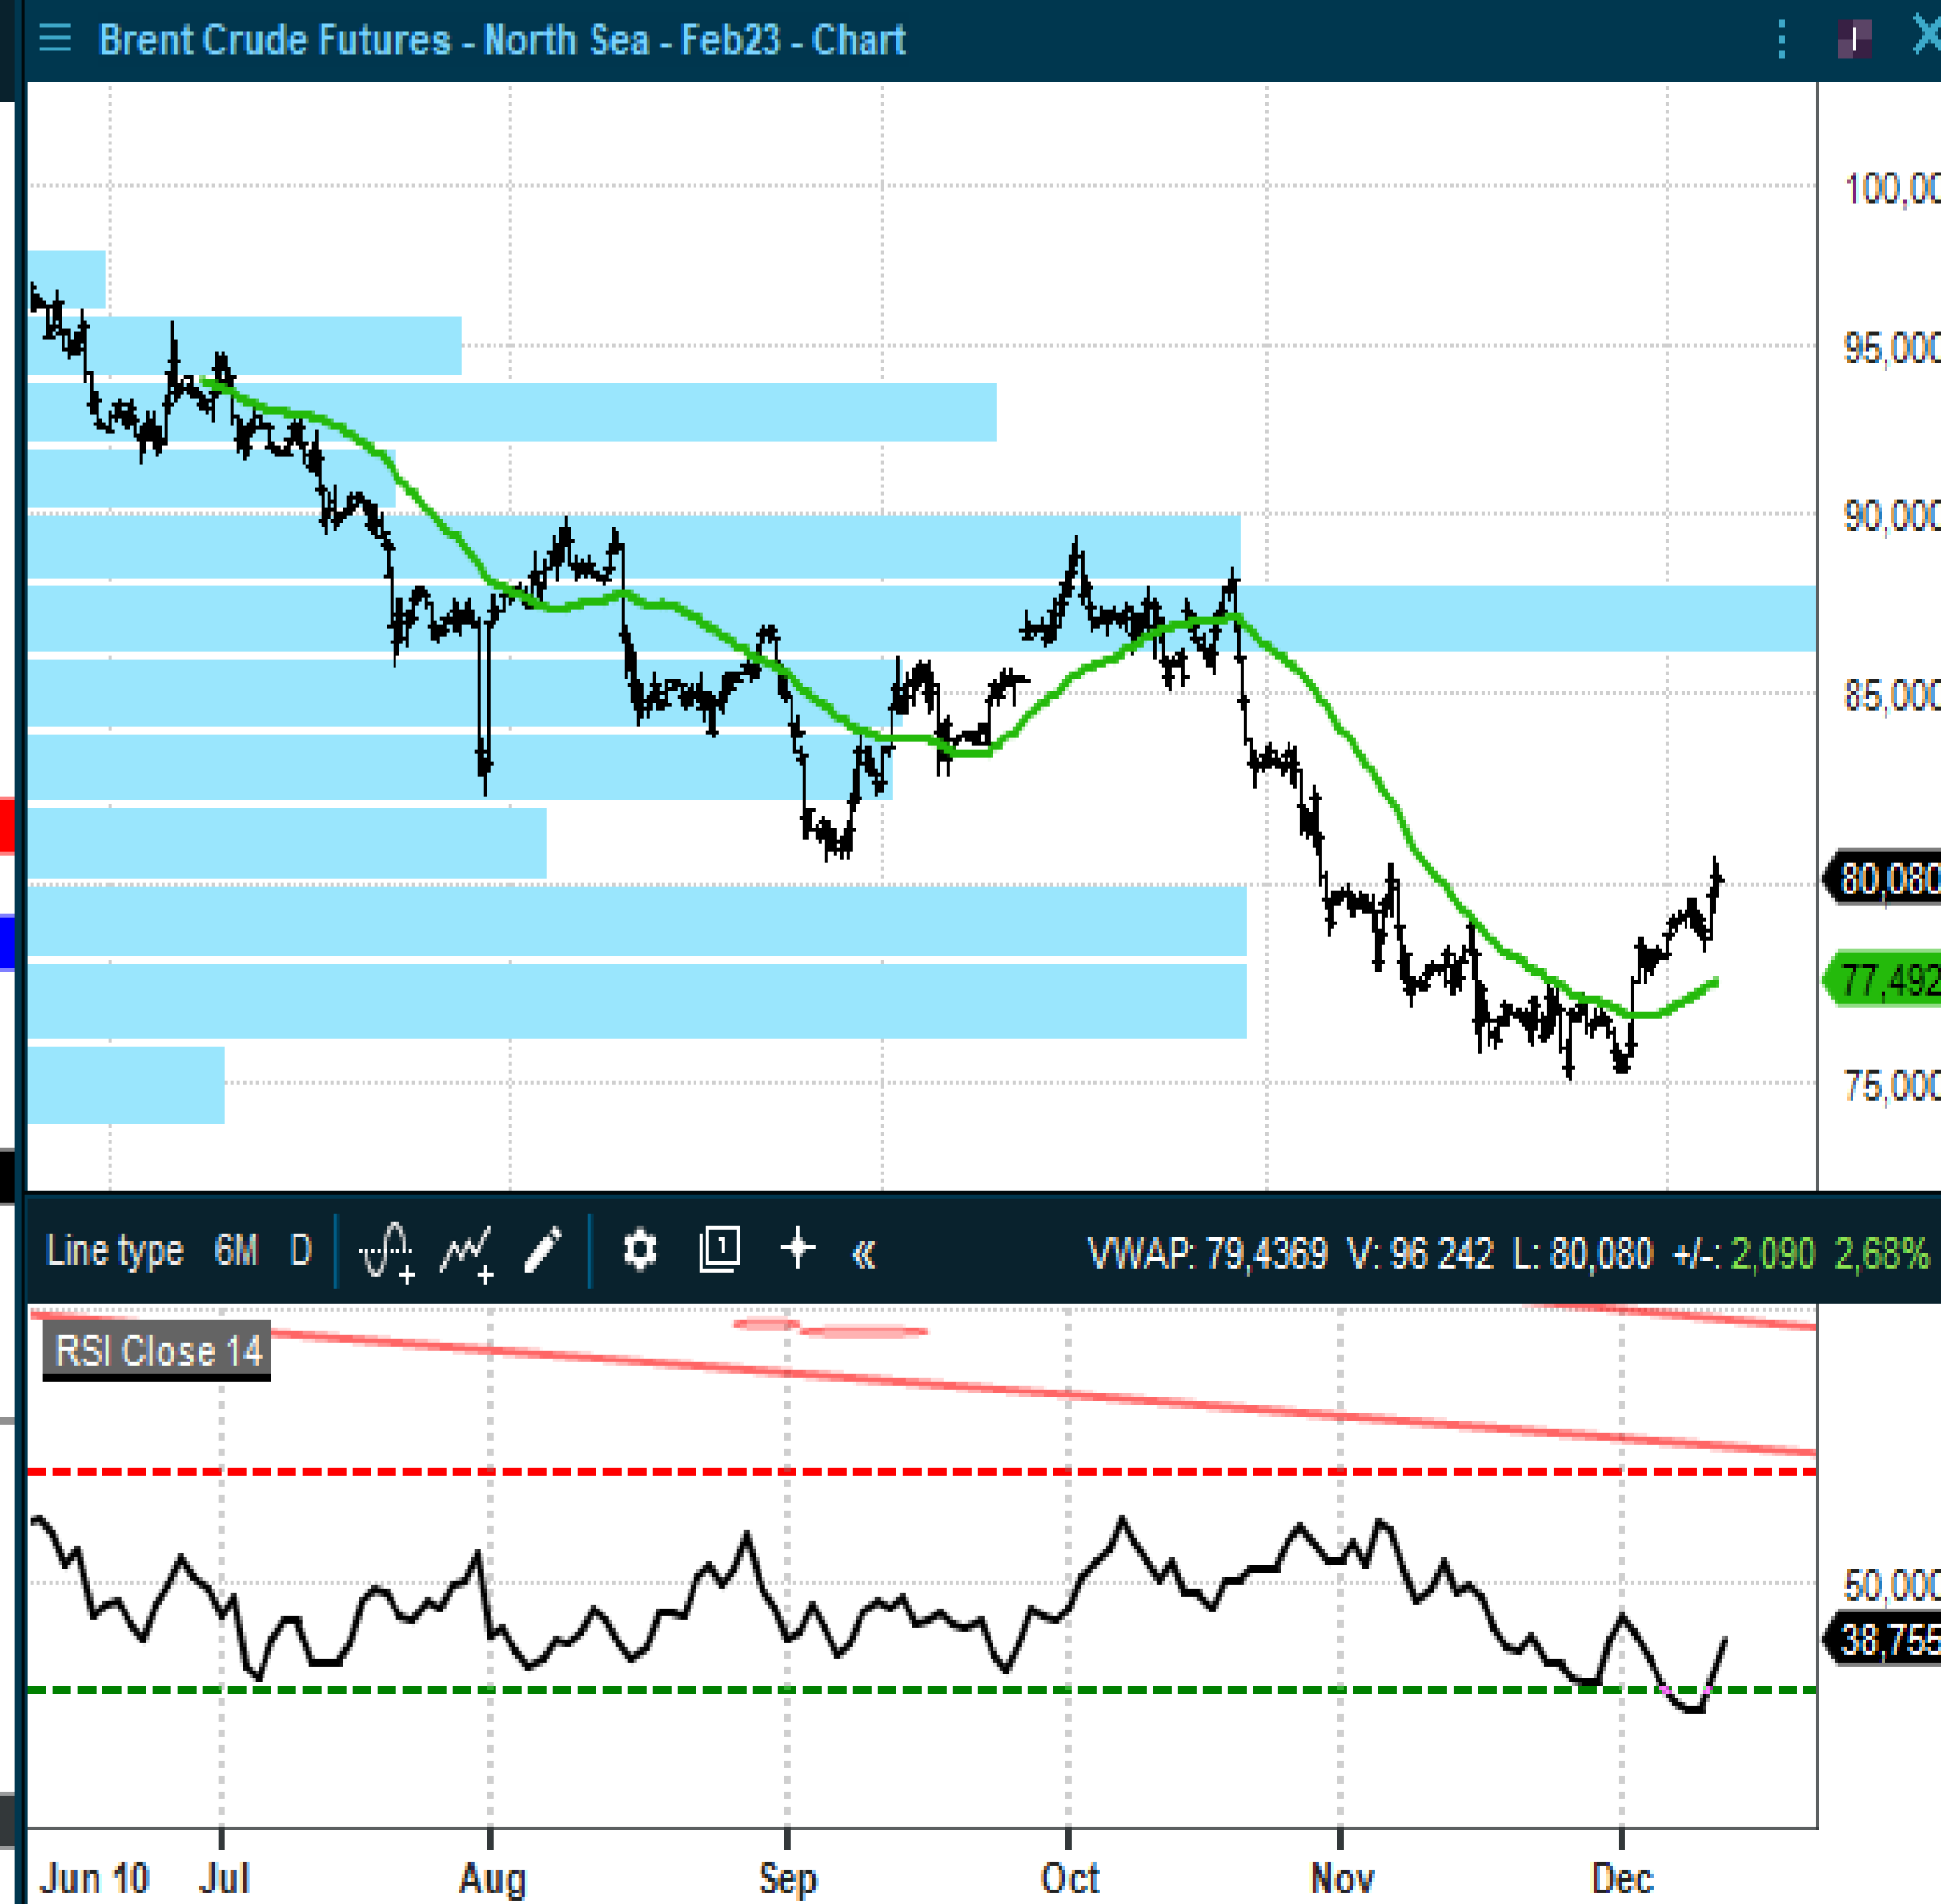 Brent Crude Futures - North Sea - Feb23 - Chart
100,00
95,000
90,000
85,000
80,080
77,492
75,000
Line type 6M D 1 « VWAP: 79,4369 V: 96 242 L: 80,080 +/-: 2,090 2,68%
RSI Close 14
50,000
38,755
Jun 10 Jul Aug Sep Oct Nov Dec